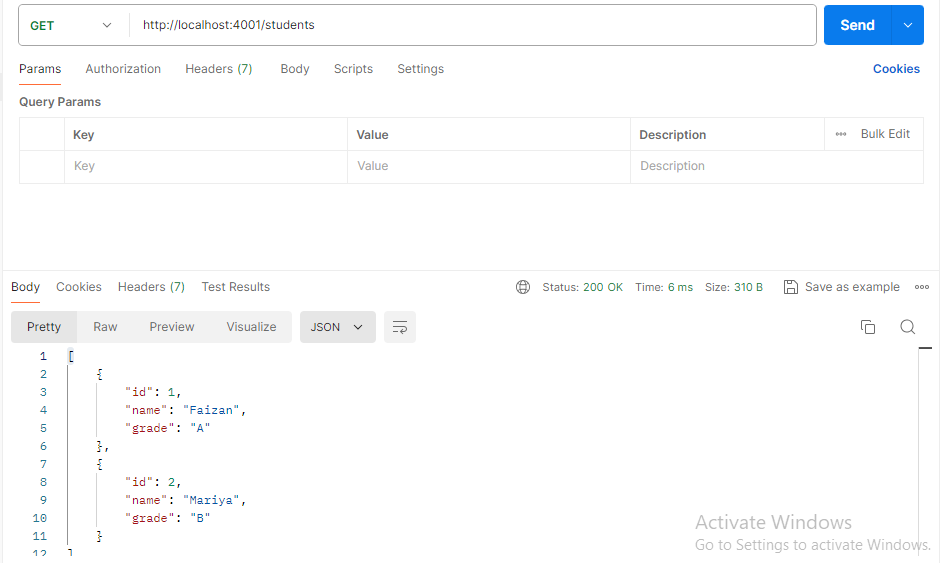 GET http://localhost:4001/students Send
Params Authorization Headers (7) Body Scripts Settings Cookies
Query Params
Key Value Description Bulk Edit
Key Value Description
Body Cookies Headers (7) Test Results Status: 200 OK Time: 6 ms Size: 310 B Save as example
Pretty Raw Preview Visualize JSON
1 [
2 {
3 "id": 1,
4 "name": "Faizan",
5 "grade": "A"
6 },
7 {
8 "id": 2,
9 "name": "Mariya",
10 "grade": "B"
11 }
12 ]
Activate Windows
Go to Settings to activate Windows.